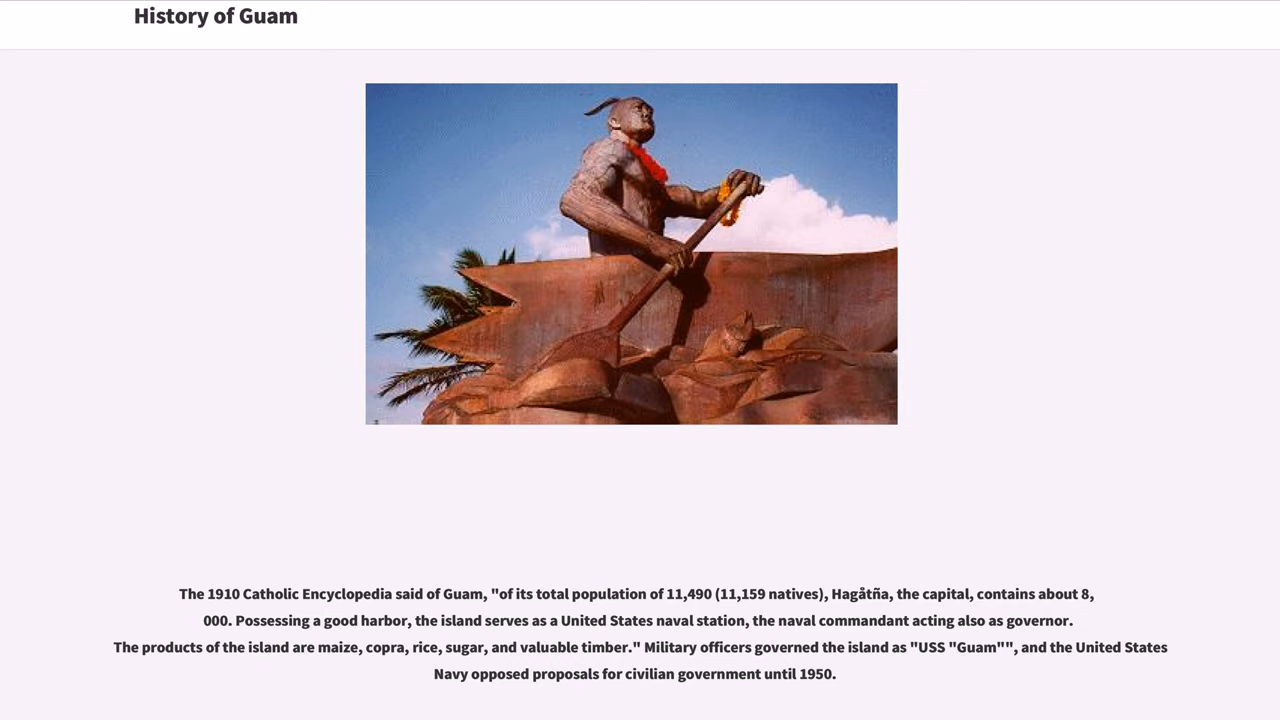 History of Guam
The 1910 Catholic Encyclopedia said of Guam, "of its total population of 11,490 (11,159 natives), Hagåtña, the capital, contains about 8,
000. Possessing a good harbor, the island serves as a United States naval station, the naval commandant acting also as governor.
The products of the island are maize, copra, rice, sugar, and valuable timber." Military officers governed the island as "USS "Guam"", and the United States
Navy opposed proposals for civilian government until 1950.